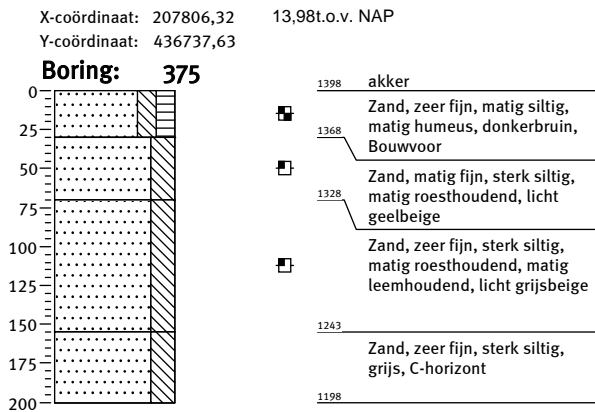 X-coördinaat: 207806,32 13,98t.o.v. NAP
Y-coördinaat: 436737,63
Boring: 375
0
25
50
75
100
125
150
175
200
1398 akker
Zand, zeer fijn, matig siltig,
matig humeus, donkerbruin,
Bouwvoor
1368
Zand, matig fijn, sterk siltig,
matig roesthoudend, licht
geelbeige
1328
Zand, zeer fijn, sterk siltig,
matig roesthoudend, matig
leemhoudend, licht grijsbeige
1243
Zand, zeer fijn, sterk siltig,
grijs, C-horizont
1198